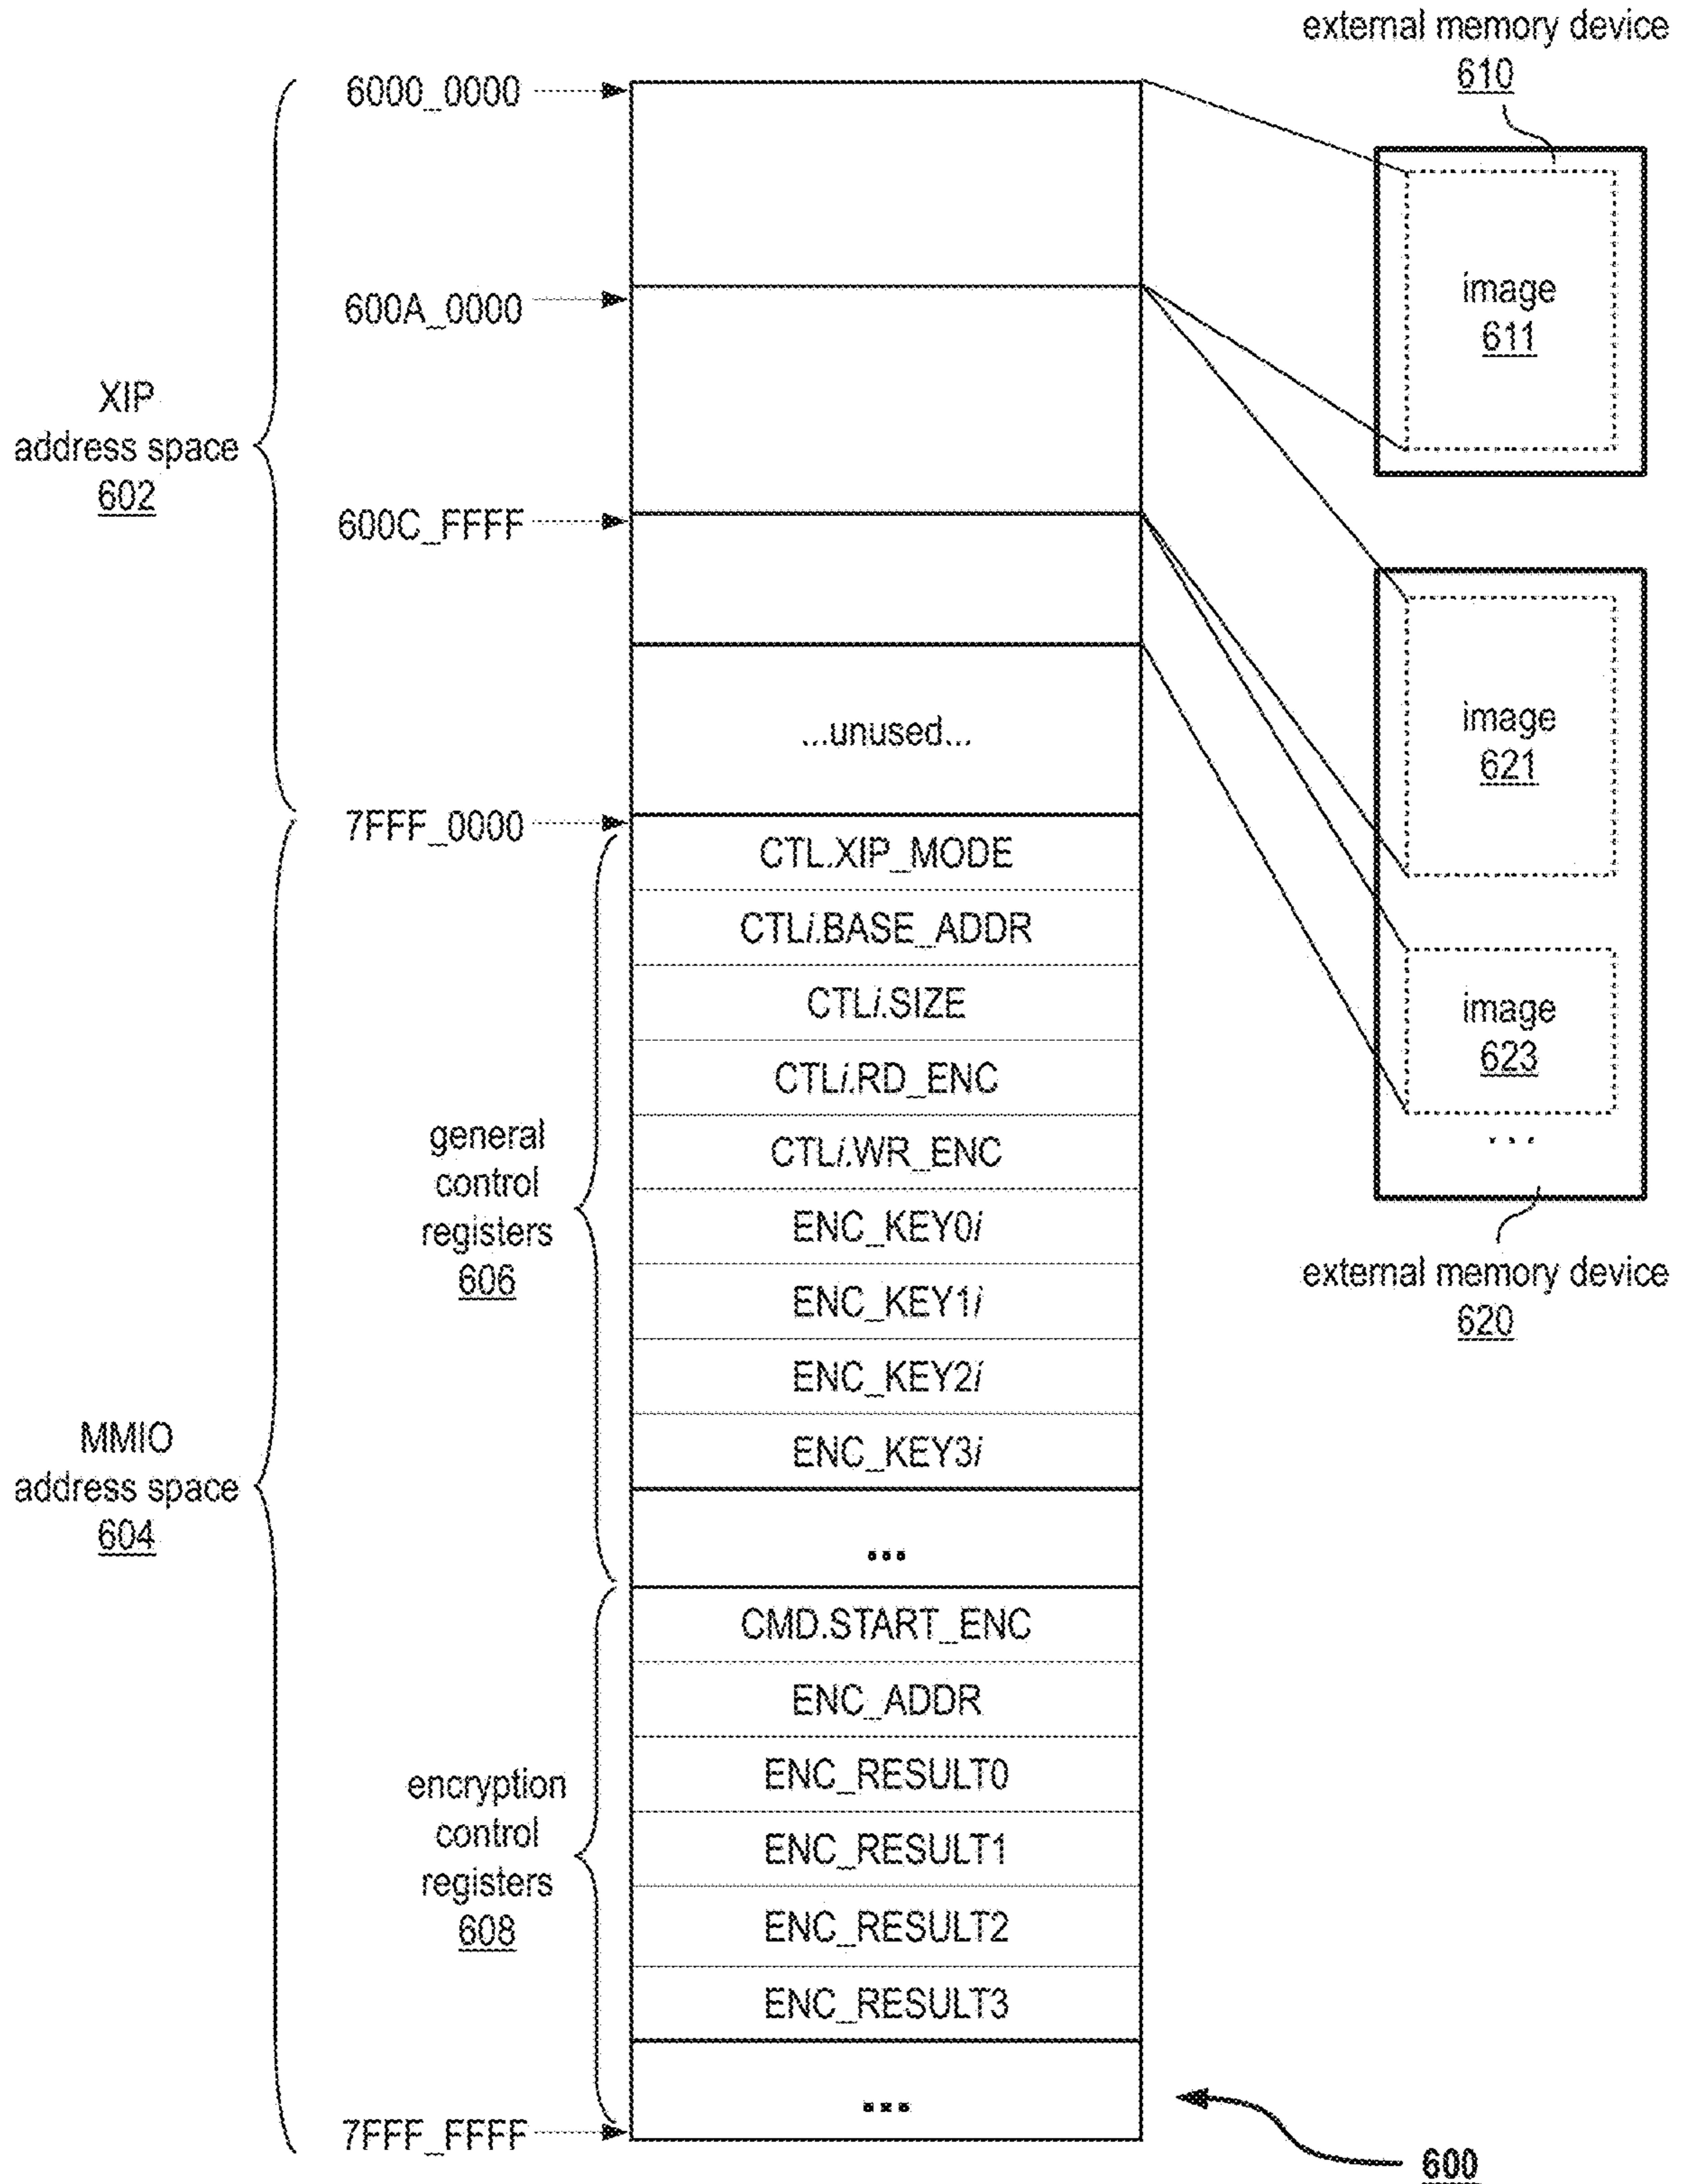 external memory device
610
6000_0000
600A_0000
image
611
XIP
address space
602
600C_FFFF
...unused...
image
621
7FFF_0000
CTL.XIP_MODE
CTLi.BASE_ADDR
CTLi.SIZE
image
623
CTLi.RD_ENC
CTLi.WR_ENC
...
general
control
registers
606
ENC_KEY0i
ENC_KEY1i
ENC_KEY2i
ENC_KEY3i
external memory device
620
MMIO
address space
604
...
CMD.START_ENC
ENC_ADDR
ENC_RESULT0
ENC_RESULT1
ENC_RESULT2
ENC_RESULT3
encryption
control
registers
608
...
7FFF_FFFF
600